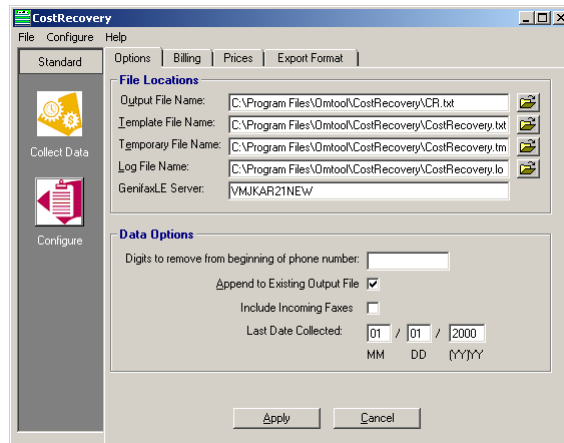 CostRecovery
File Configure Help
Standard
Collect Data
Configure
Options Billing Prices Export Format
File Locations
Output File Name: C:\Program Files\Omtool\CostRecovery\CR.txt
Template File Name: C:\Program Files\Omtool\CostRecovery\CostRecovery.txt
Temporary File Name: C:\Program Files\Omtool\CostRecovery\CostRecovery.tm
Log File Name: C:\Program Files\Omtool\CostRecovery\CostRecovery.lo
GenifaxLE Server: VMJKAR21NEW
Data Options
Digits to remove from beginning of phone number:
Append to Existing Output File
Include Incoming Faxes
Last Date Collected: 01 / 01 / 2000
MM DD (YY)YY
Apply Cancel